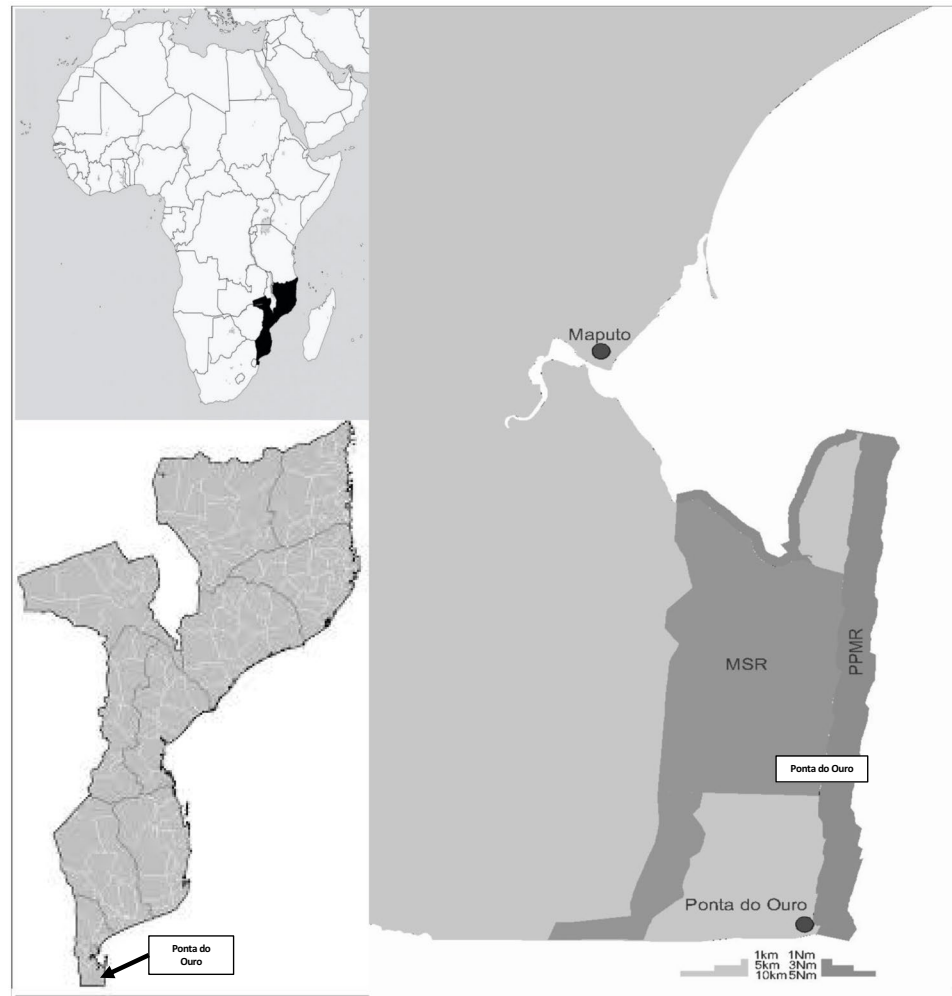 Maputo
MSR
PPMR
Ponta do Ouro
Ponta do Ouro
Ponta do
Ouro
1km 1Nm
5km 3Nm
10km 5Nm